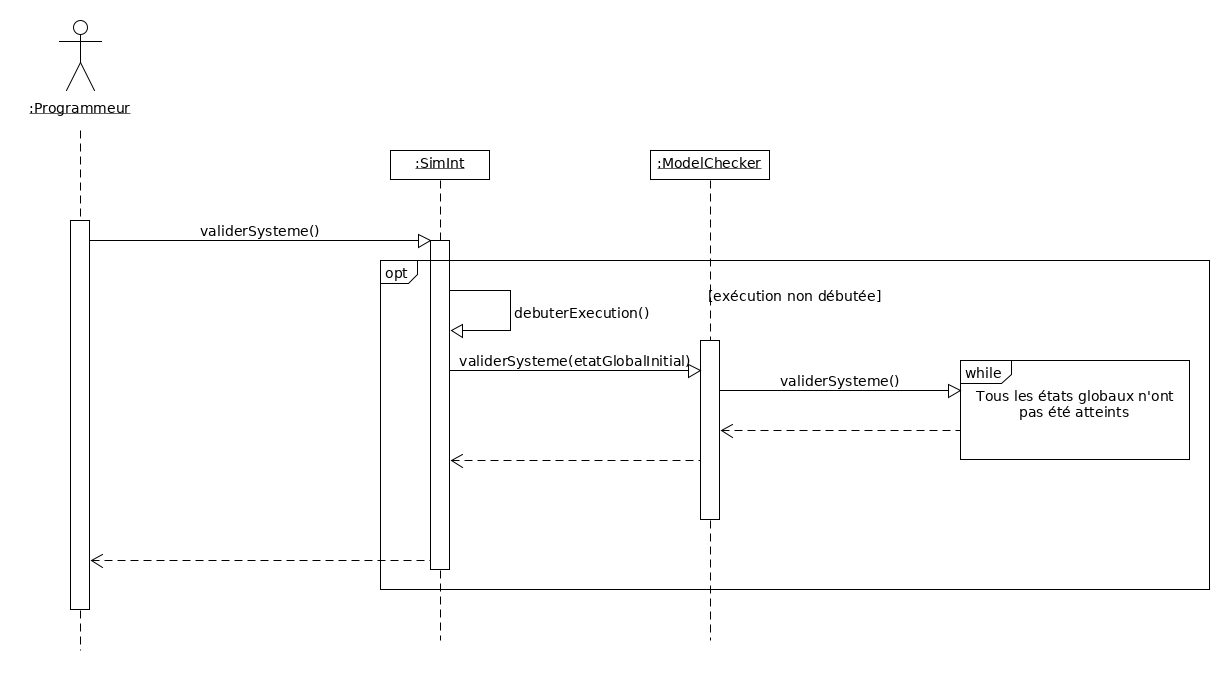 :Programmeur
:SimInt
:ModelChecker
validerSysteme()
opt
[exécution non débutée]
debuterExecution()
validerSysteme(etatGlobalInitial)
while
validerSysteme()
Tous les états globaux n'ont
pas été atteints